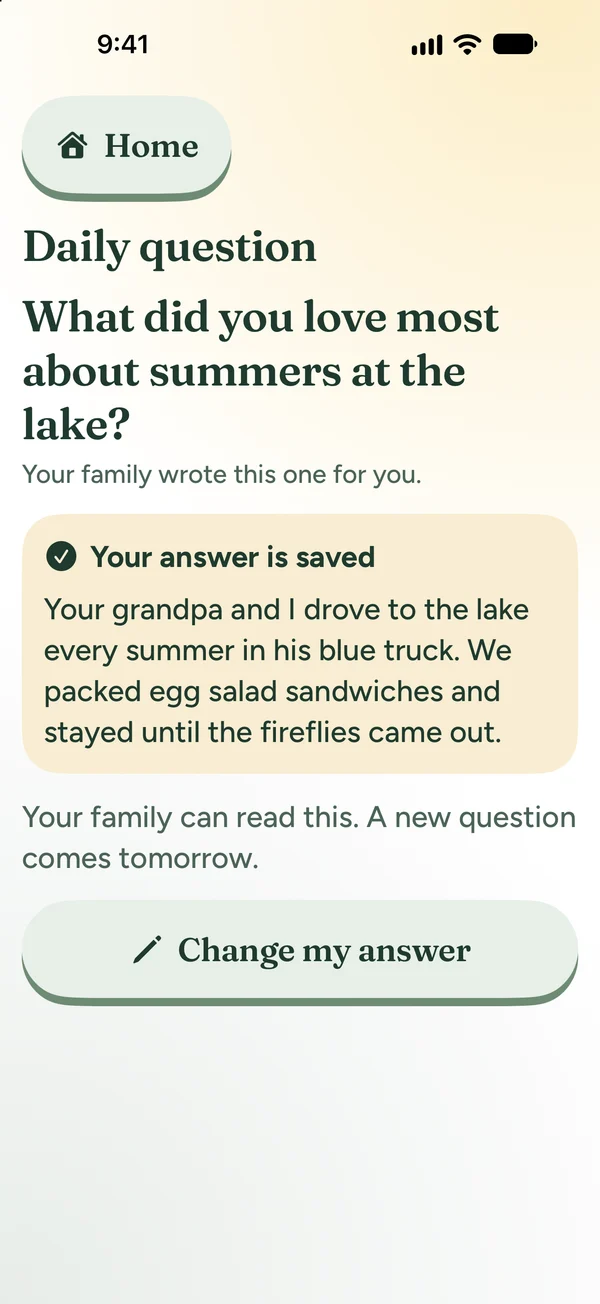 9:41
Home
Daily question
What did you love most
about summers at the
lake?
Your family wrote this one for you.
Your answer is saved
Your grandpa and I drove to the lake
every summer in his blue truck. We
packed egg salad sandwiches and
stayed until the fireflies came out.
Your family can read this. A new question
comes tomorrow.
Change my answer